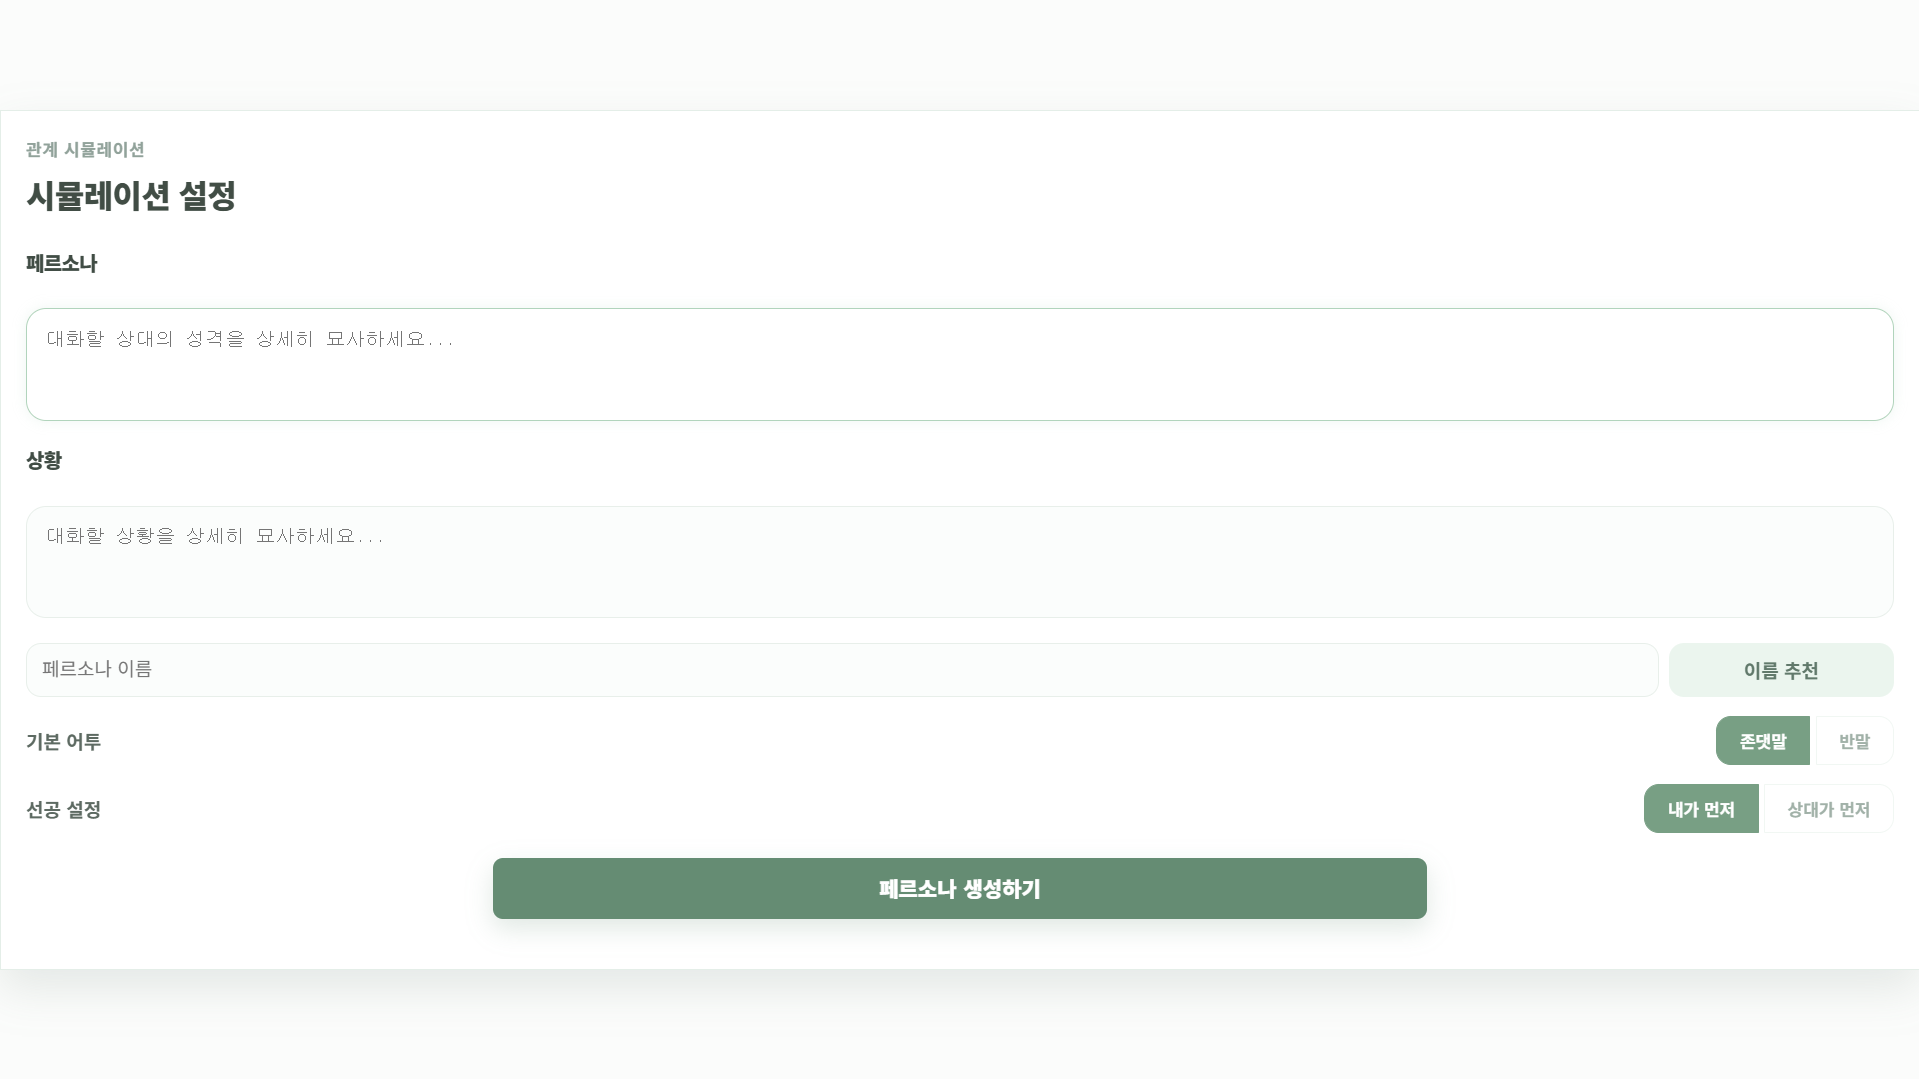 관계 시뮬레이션
시뮬레이션 설정
페르소나
대화할 상대의 성격을 상세히 묘사하세요...
상황
대화할 상황을 상세히 묘사하세요...
페르소나 이름
이름 추천
기본 어투
존댓말
반말
선공 설정
내가 먼저
상대가 먼저
페르소나 생성하기